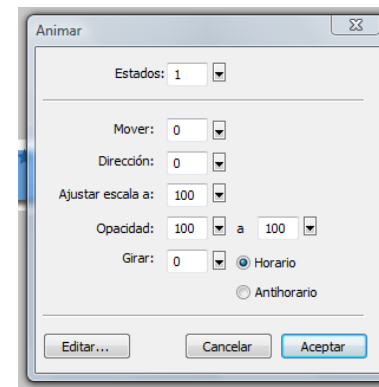 Animar
Estados: 1
Mover: 0
Dirección: 0
Ajustar escala a: 100
Opacidad: 100 a 100
Girar: 0 Horario
Antihorario
Editar... Cancelar Aceptar